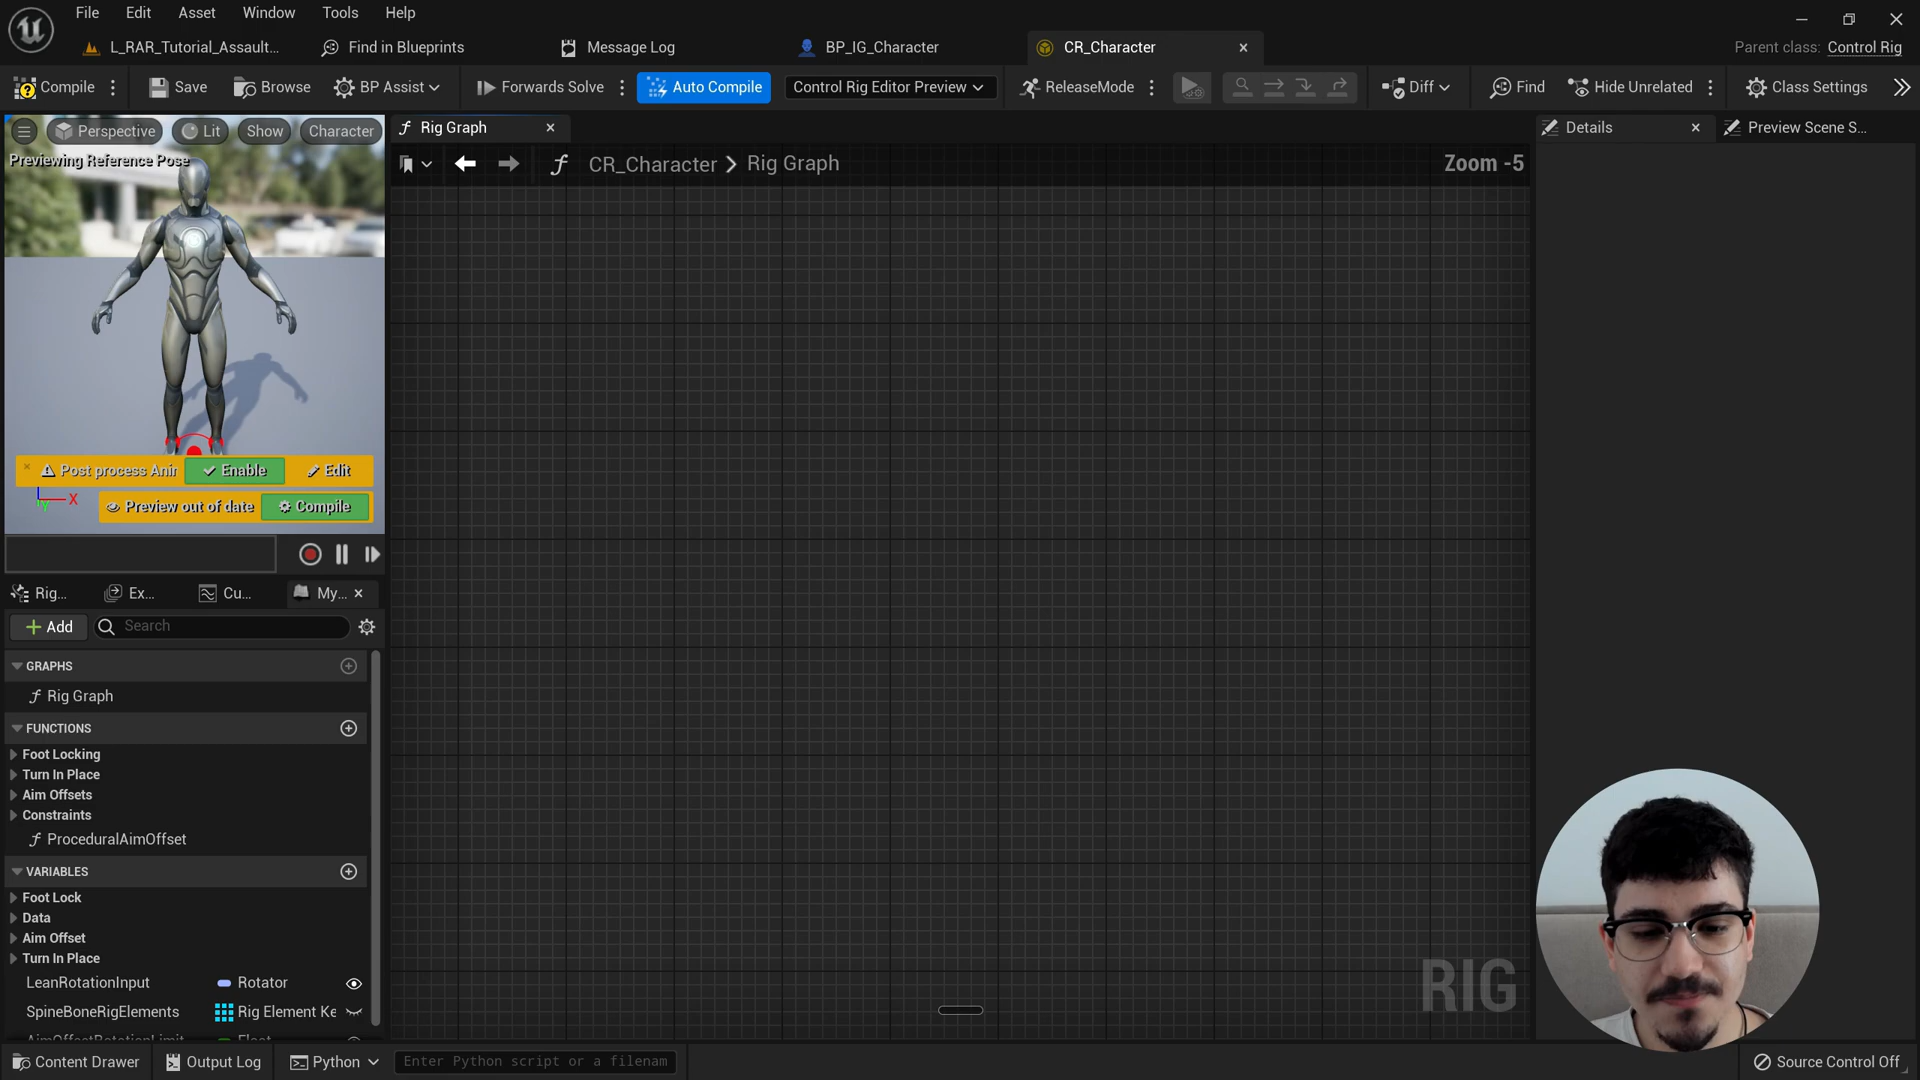 File Edit Asset Window Tools Help
L_RAR_Tutorial_Assault...
Find in Blueprints
Message Log
BP_IG_Character
CR_Character
Parent class: Control Rig
Compile
Save
Browse
BP Assist
Forwards Solve
Auto Compile
Control Rig Editor Preview
ReleaseMode
Diff
Find
Hide Unrelated
Class Settings
Perspective
Lit
Show
Character
Previewing Reference Pose
Rig Graph
Details
Preview Scene S...
CR_Character
Rig Graph
Zoom -5
Post process Anir
Enable
Edit
X
Y
Preview out of date
Compile
Rig...
Ex...
Cu...
My...
Add
Search
GRAPHS
Rig Graph
FUNCTIONS
Foot Locking
Turn In Place
Aim Offsets
Constraints
ProceduralAimOffset
VARIABLES
Foot Lock
Data
Aim Offset
Turn In Place
LeanRotationInput Rotator
SpineBoneRigElements Rig Element Ke
AimOffsetRotationLimit Float
RIG
Content Drawer
Output Log
Python
Enter Python script or a filenam
Source Control Off